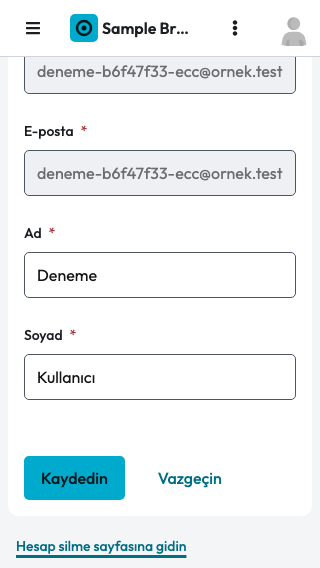 Sample Br...
deneme-b6f47f33-ecc@ornek.test
E-posta *
deneme-b6f47f33-ecc@ornek.test
Ad *
Deneme
Soyad *
Kullanıcı
Kaydedin Vazgeçin
Hesap silme sayfasına gidin